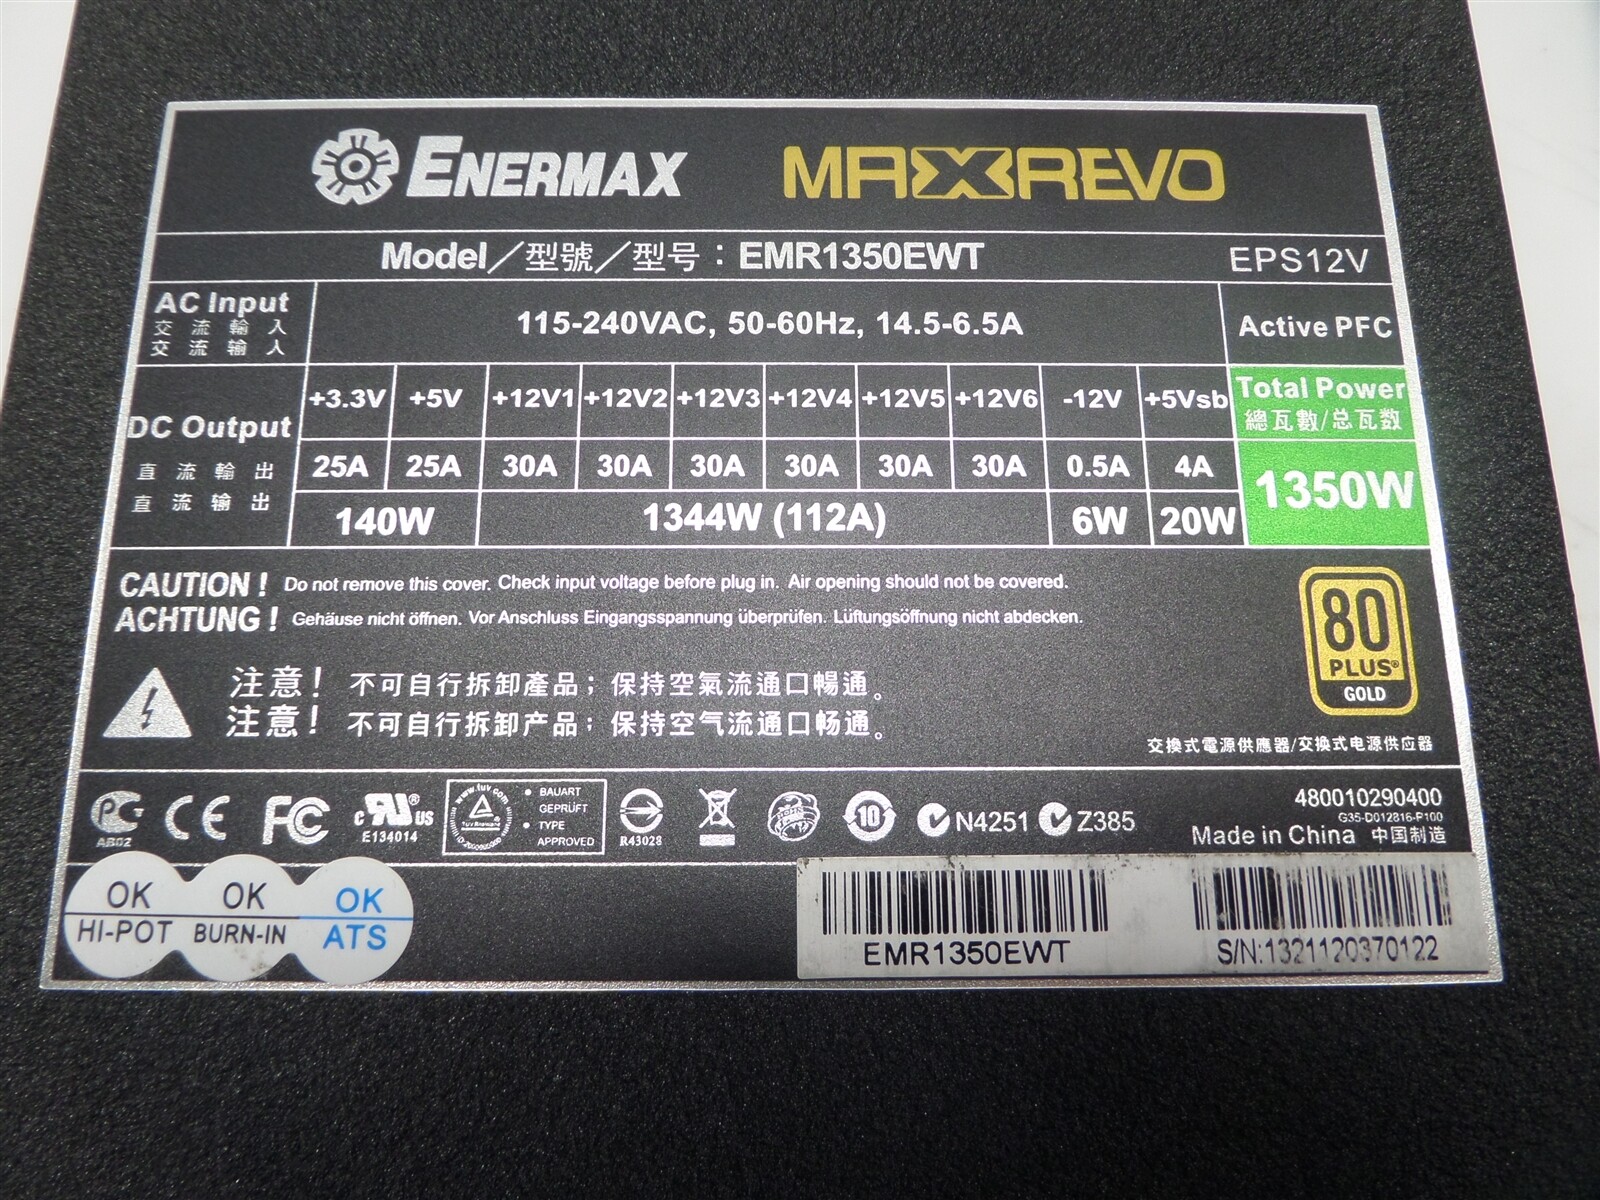 ENERMAX MAXREVO
Model／型號／型号：EMR1350EWT EPS12V
AC Input
交流輸入
交流输入
115-240VAC, 50-60Hz, 14.5-6.5A
Active PFC
DC Output
直流輸出
直流输出
+3.3V +5V +12V1 +12V2 +12V3 +12V4 +12V5 +12V6 -12V +5Vsb
25A 25A 30A 30A 30A 30A 30A 30A 0.5A 4A
140W 1344W (112A) 6W 20W
Total Power
總瓦數/总瓦数
1350W
CAUTION ! Do not remove this cover. Check input voltage before plug in. Air opening should not be covered.
ACHTUNG ! Gehäuse nicht öffnen. Vor Anschluss Eingangsspannung überprüfen. Lüftungsöffnung nicht abdecken.
注意！不可自行拆卸產品；保持空氣流通口暢通。
注意！不可自行拆卸产品；保持空气流通口畅通。
80
PLUS®
GOLD
交換式電源供應器/交换式电源供应器
PC
AB02
CE
FC
c RU® US
E134014
www.tuv.com
BAUART
GEPRÜFT
TYPE
APPROVED
R43028
10
N4251
Z385
480010290400
G35-D012816-P100
Made in China 中国制造
OK
HI-POT
OK
BURN-IN
OK
ATS
EMR1350EWT
S/N:1321120370122